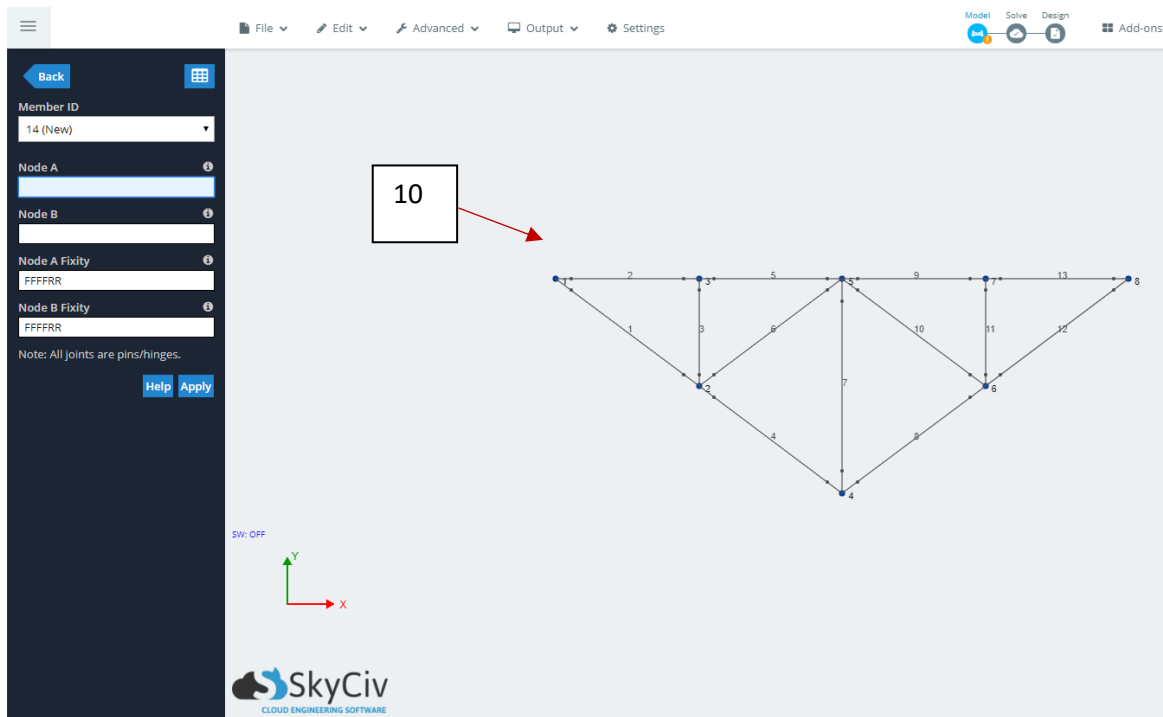 File Edit Advanced Output Settings
Model Solve Design
Add-ons
Back
Member ID
14 (New)
Node A
Node B
Node A Fixity
FFFFRR
Node B Fixity
FFFFRR
Note: All joints are pins/hinges.
Help Apply
10
1 2 3 5 5 9 7 13 8
1 3 6 10 11 12
2 7 6
4 8
4
SW: OFF
Y
X
SkyCiv
CLOUD ENGINEERING SOFTWARE